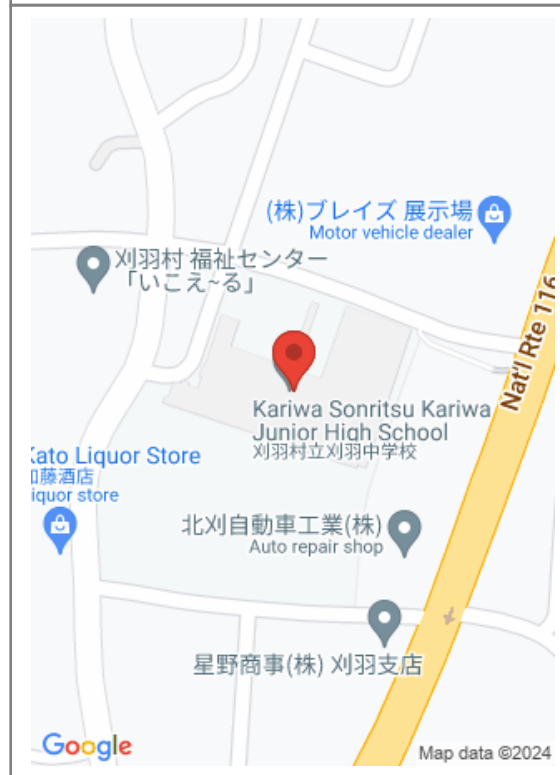 (株)ブレイズ 展示場
Motor vehicle dealer
刈羽村 福祉センター
「いこえ~る」
Nat'l Rte 116
Kariwa Sonritsu Kariwa
Junior High School
刈羽村立刈羽中学校
Kato Liquor Store
加藤酒店
liquor store
北刈自動車工業(株)
Auto repair shop
星野商事(株) 刈羽支店
Google
Map data ©2024